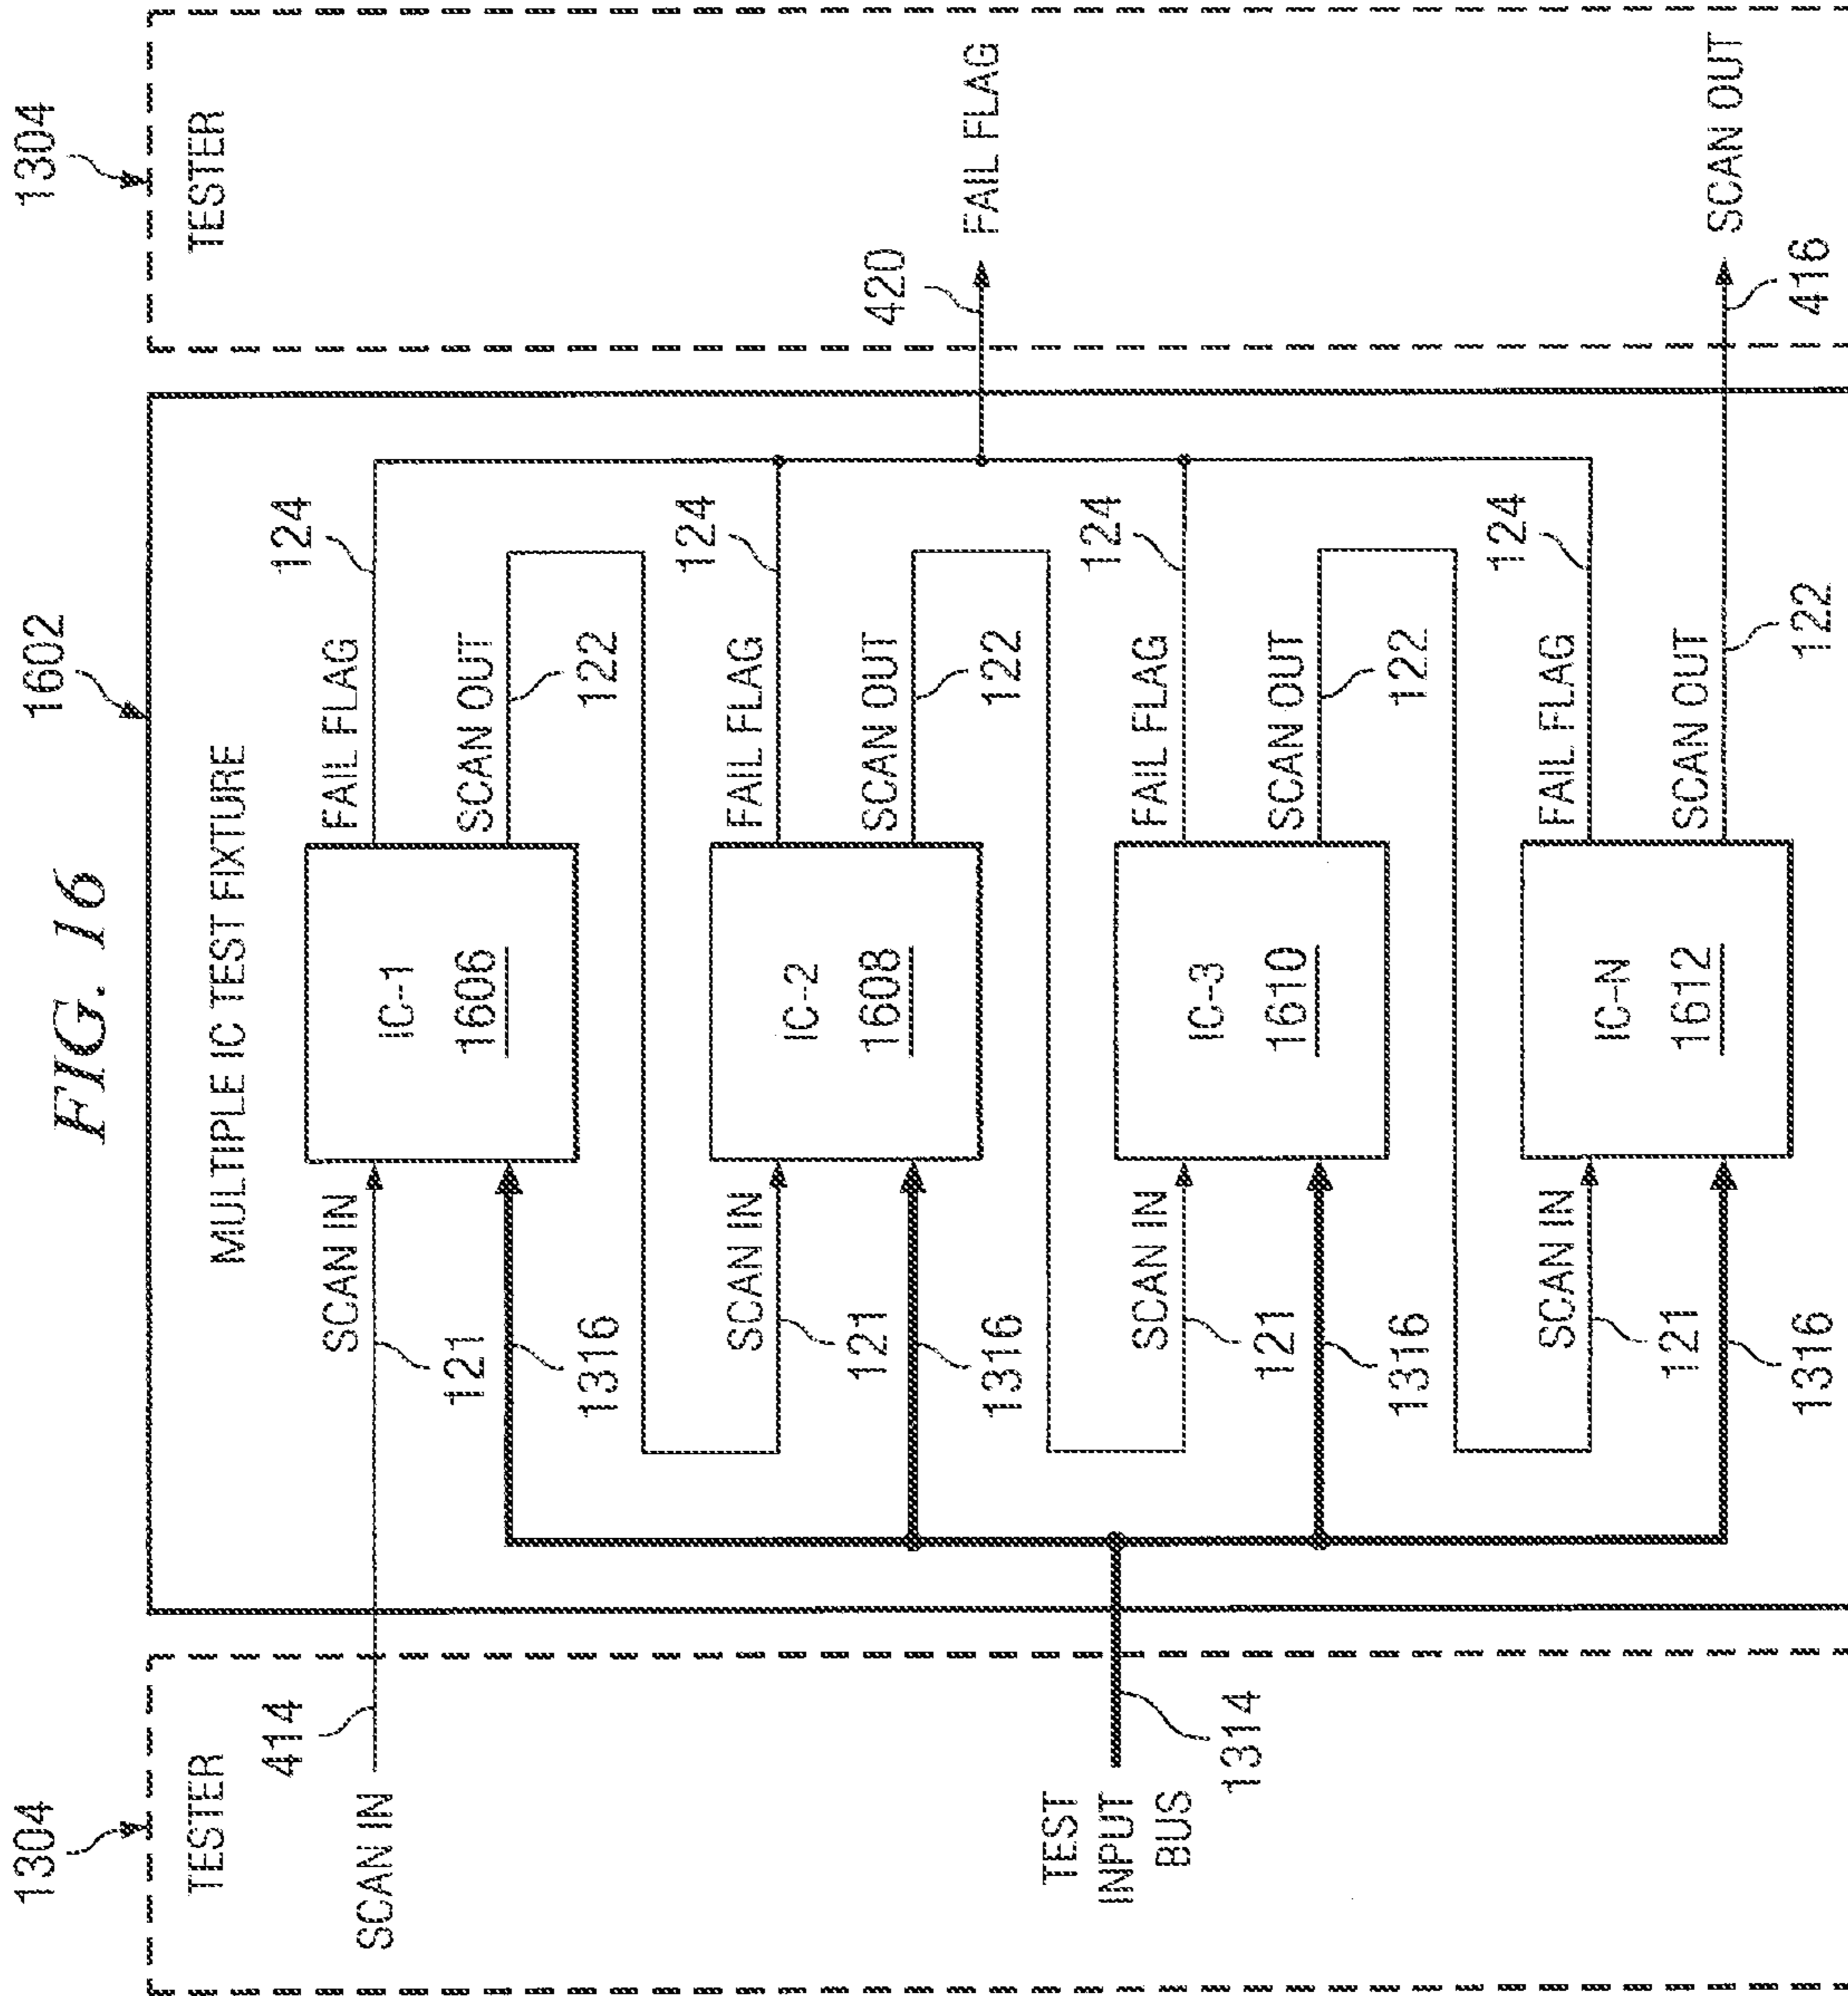 FIG. 16
1304
1602
1304
TESTER
MULTIPLE IC TEST FIXTURE
TESTER
SCAN IN
414
SCAN IN
121
IC-1
1606
FAIL FLAG
124
SCAN OUT
122
1316
SCAN IN
121
IC-2
1608
FAIL FLAG
124
SCAN OUT
122
1316
420
FAIL FLAG
TEST
INPUT
BUS
1314
SCAN IN
121
IC-3
1610
FAIL FLAG
124
SCAN OUT
122
1316
SCAN IN
121
IC-N
1612
FAIL FLAG
124
SCAN OUT
122
1316
SCAN OUT
416